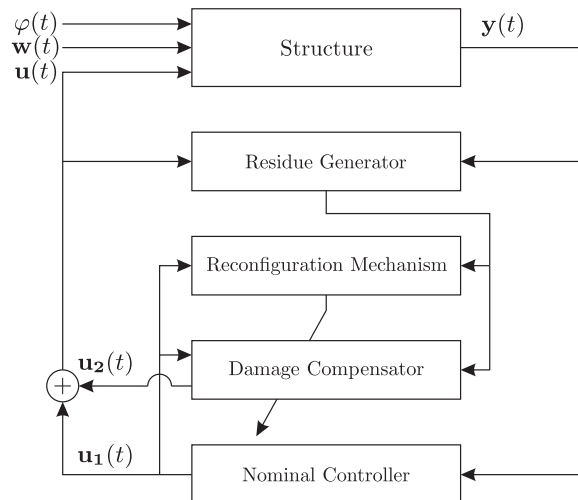 φ(t)
w(t)
u(t)
Structure
y(t)
Residue Generator
Reconfiguration Mechanism
u₂(t)
Damage Compensator
+
u₁(t)
Nominal Controller